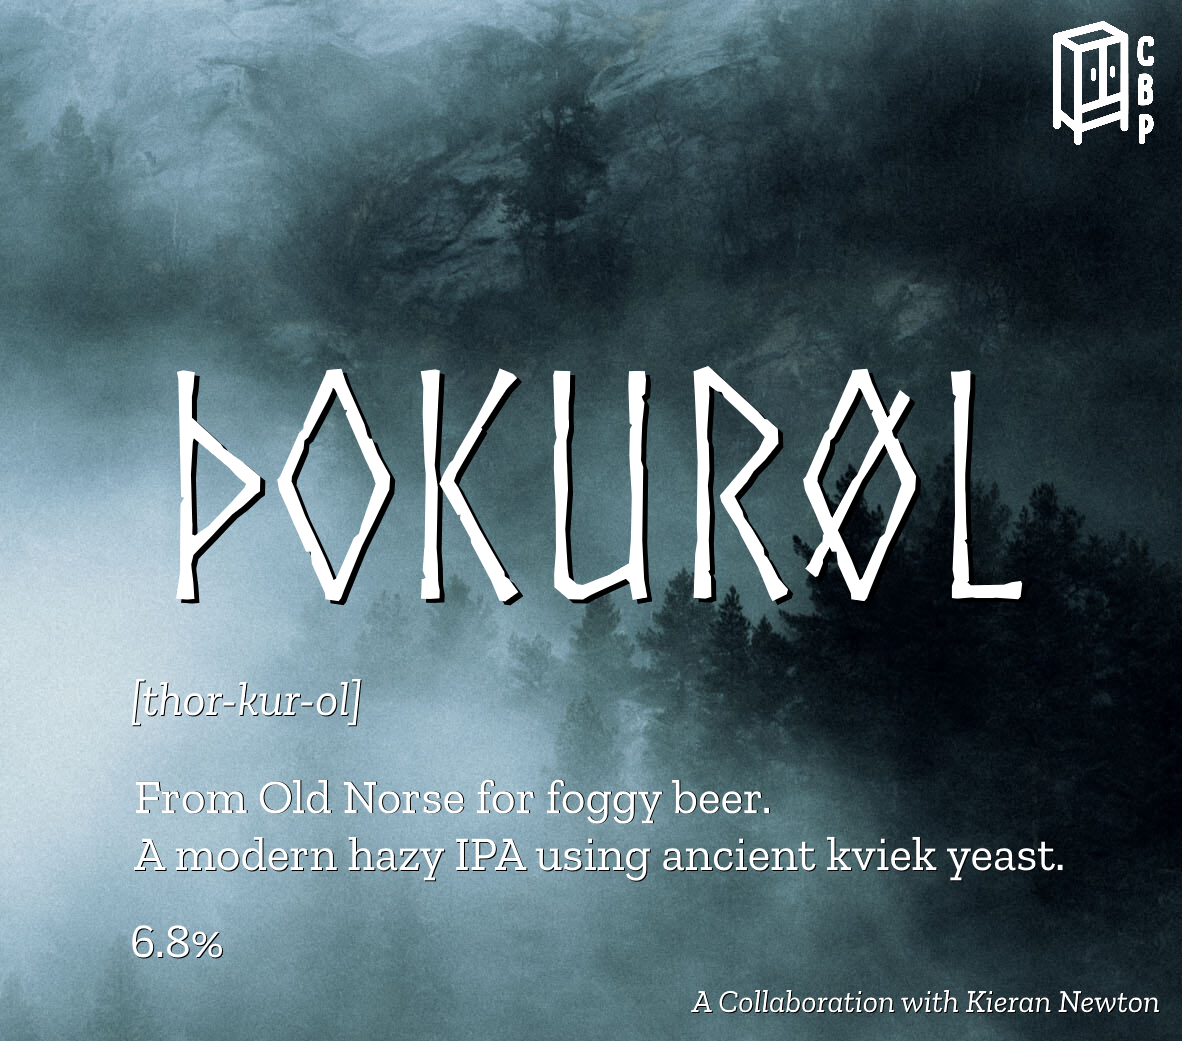 C
B
P
ÞOKURØL
[thor-kur-ol]
From Old Norse for foggy beer.
A modern hazy IPA using ancient kviek yeast.
6.8%
A Collaboration with Kieran Newton